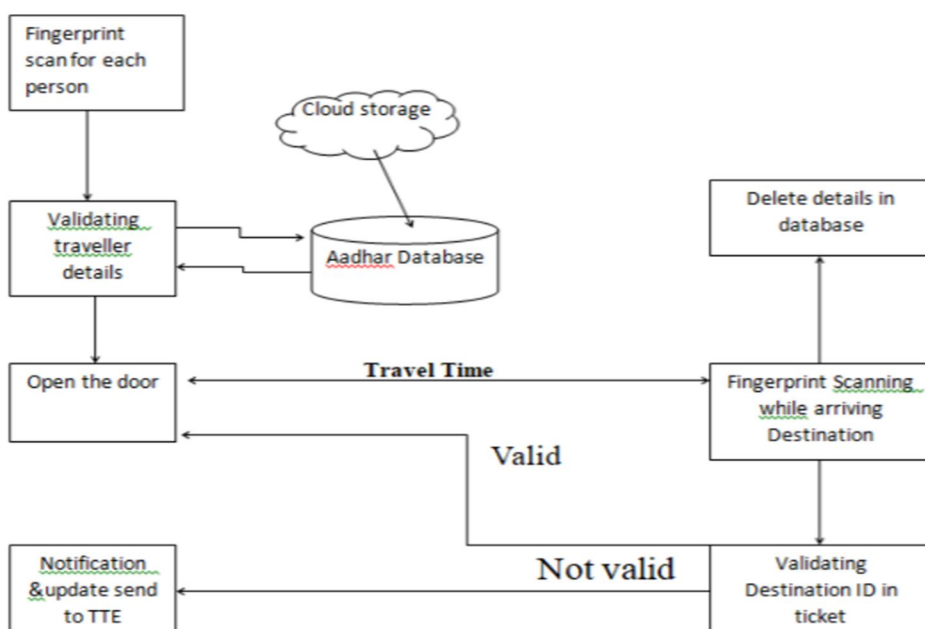 Fingerprint
scan for each
person
Cloud storage
Validating
traveller
details
Aadhar Database
Delete details in
database
Open the door
Travel Time
Fingerprint Scanning
while arriving
Destination
Valid
Notification
&update send
to TTE
Not valid
Validating
Destination ID in
ticket